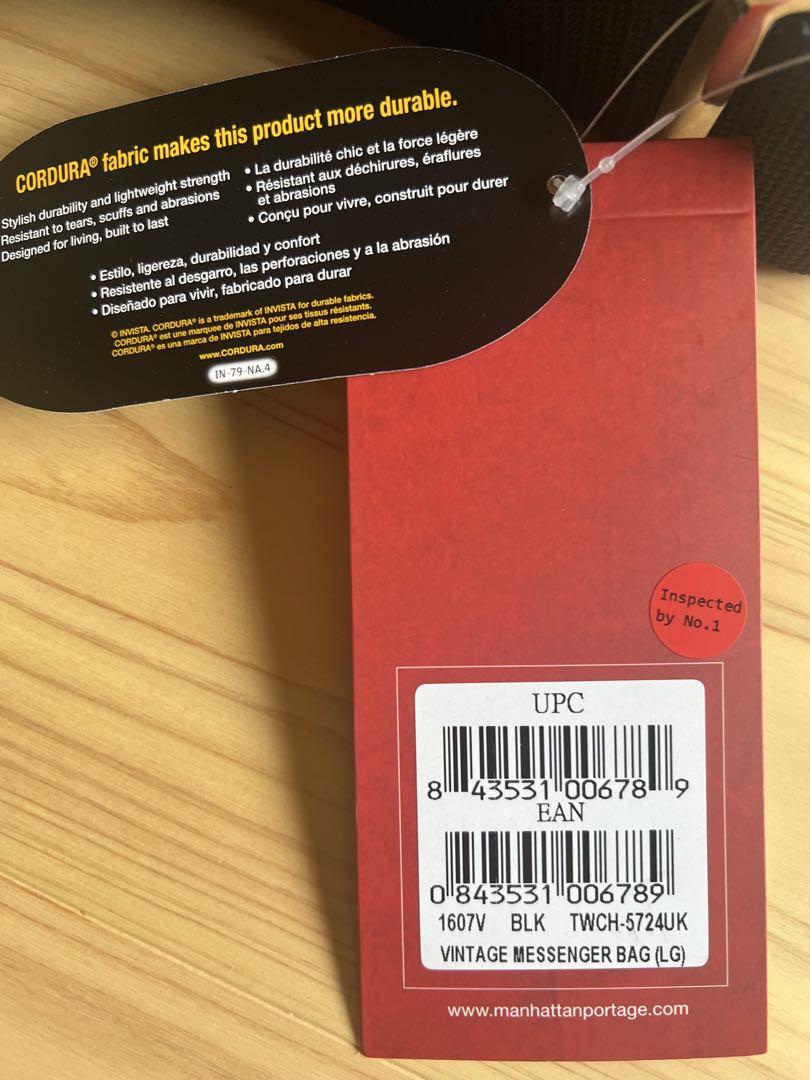 CORDURA® fabric makes this product more durable.
Stylish durability and lightweight strength
Resistant to tears, scuffs and abrasions
Designed for living, built to last
• La durabilité chic et la force légère
• Résistant aux déchirures, éraflures
et abrasions
• Conçu pour vivre, construit pour durer
• Estilo, ligereza, durabilidad y confort
• Resistente al desgarro, las perforaciones y a la abrasión
• Diseñado para vivir, fabricado para durar
© INVISTA. CORDURA® is a trademark of INVISTA for durable fabrics.
CORDURA® est une marquee de INVISTA pour ses tissus résistants.
CORDURA® es una marca de INVISTA para tejidos de alta resistencia.
www.CORDURA.com
IN-79-NA.4
Inspected
by No.1
UPC
8 43531 00678 9
EAN
0 843531 006789
1607V BLK TWCH-5724UK
VINTAGE MESSENGER BAG (LG)
www.manhattanportage.com